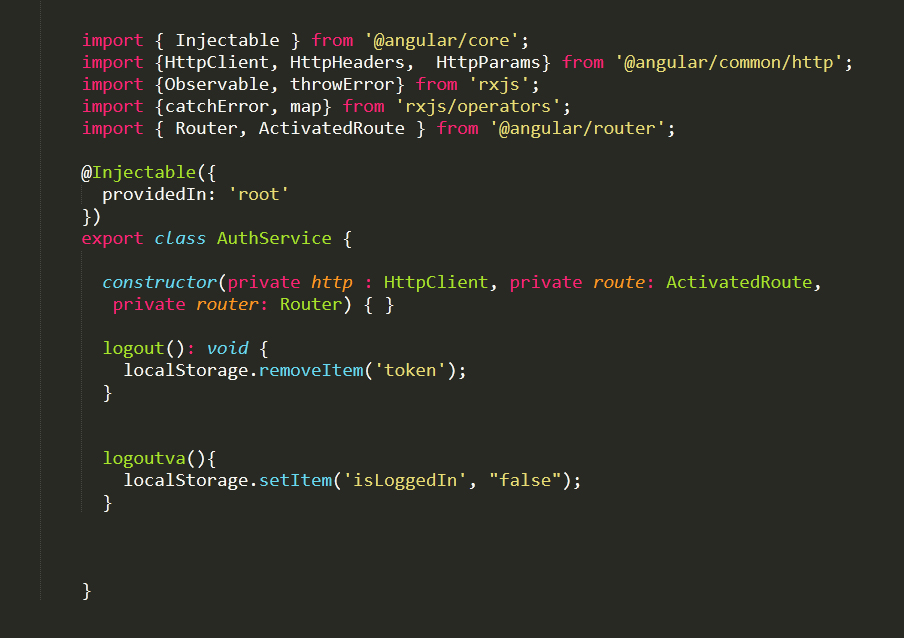 import { Injectable } from '@angular/core';
import {HttpClient, HttpHeaders,  HttpParams} from '@angular/common/http';
import {Observable, throwError} from 'rxjs';
import {catchError, map} from 'rxjs/operators';
import { Router, ActivatedRoute } from '@angular/router';
@Injectable({
  providedIn: 'root'
})
export class AuthService {
  constructor(private http : HttpClient, private route: ActivatedRoute,
   private router: Router) { }
  logout(): void {
    localStorage.removeItem('token');
  }
  logoutva(){
    localStorage.setItem('isLoggedIn', "false");
  }
}